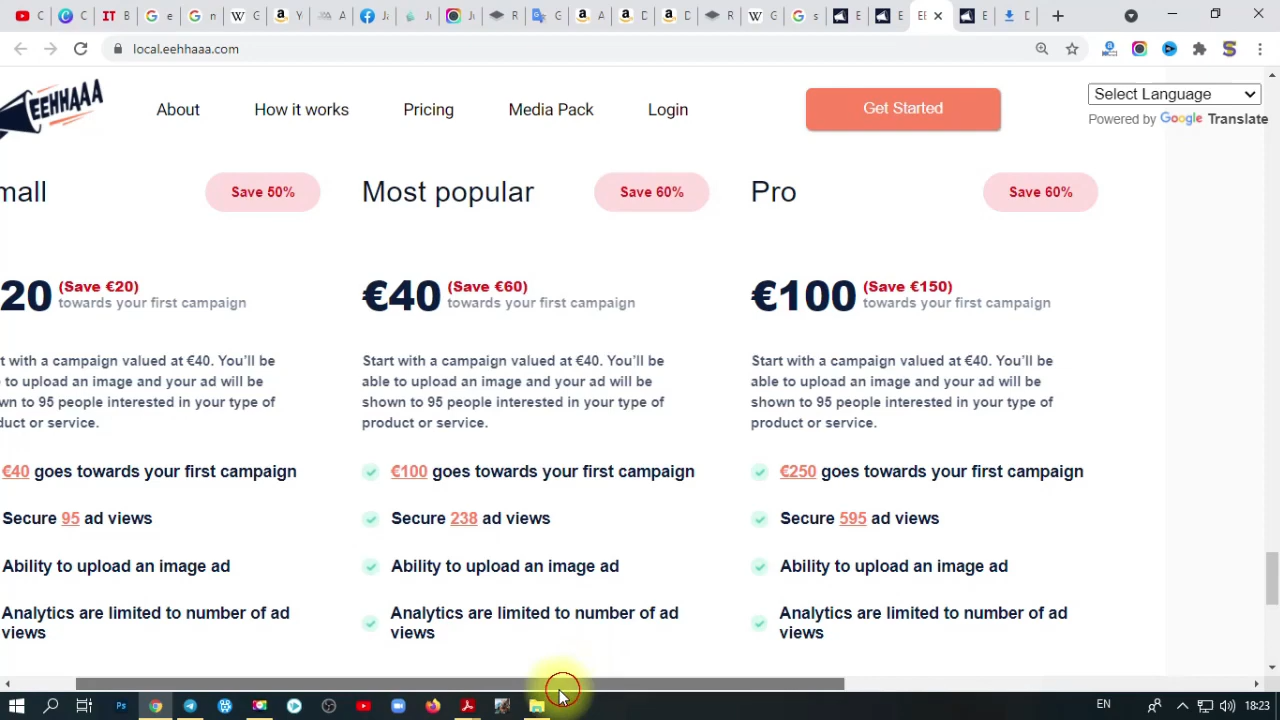 local.eehhaaa.com
EEHHAAA
About
How it works
Pricing
Media Pack
Login
Get Started
Select Language
Powered by Google Translate
mall
Save 50%
20
(Save €20)
towards your first campaign
t with a campaign valued at €40. You'll be
to upload an image and your ad will be
wn to 95 people interested in your type of
duct or service.
€40 goes towards your first campaign
Secure 95 ad views
Ability to upload an image ad
Analytics are limited to number of ad
views
Most popular
Save 60%
€40
(Save €60)
towards your first campaign
Start with a campaign valued at €40. You'll be
able to upload an image and your ad will be
shown to 95 people interested in your type of
product or service.
€100 goes towards your first campaign
Secure 238 ad views
Ability to upload an image ad
Analytics are limited to number of ad
views
Pro
Save 60%
€100
(Save €150)
towards your first campaign
Start with a campaign valued at €40. You'll be
able to upload an image and your ad will be
shown to 95 people interested in your type of
product or service.
€250 goes towards your first campaign
Secure 595 ad views
Ability to upload an image ad
Analytics are limited to number of ad
views
EN
18:23